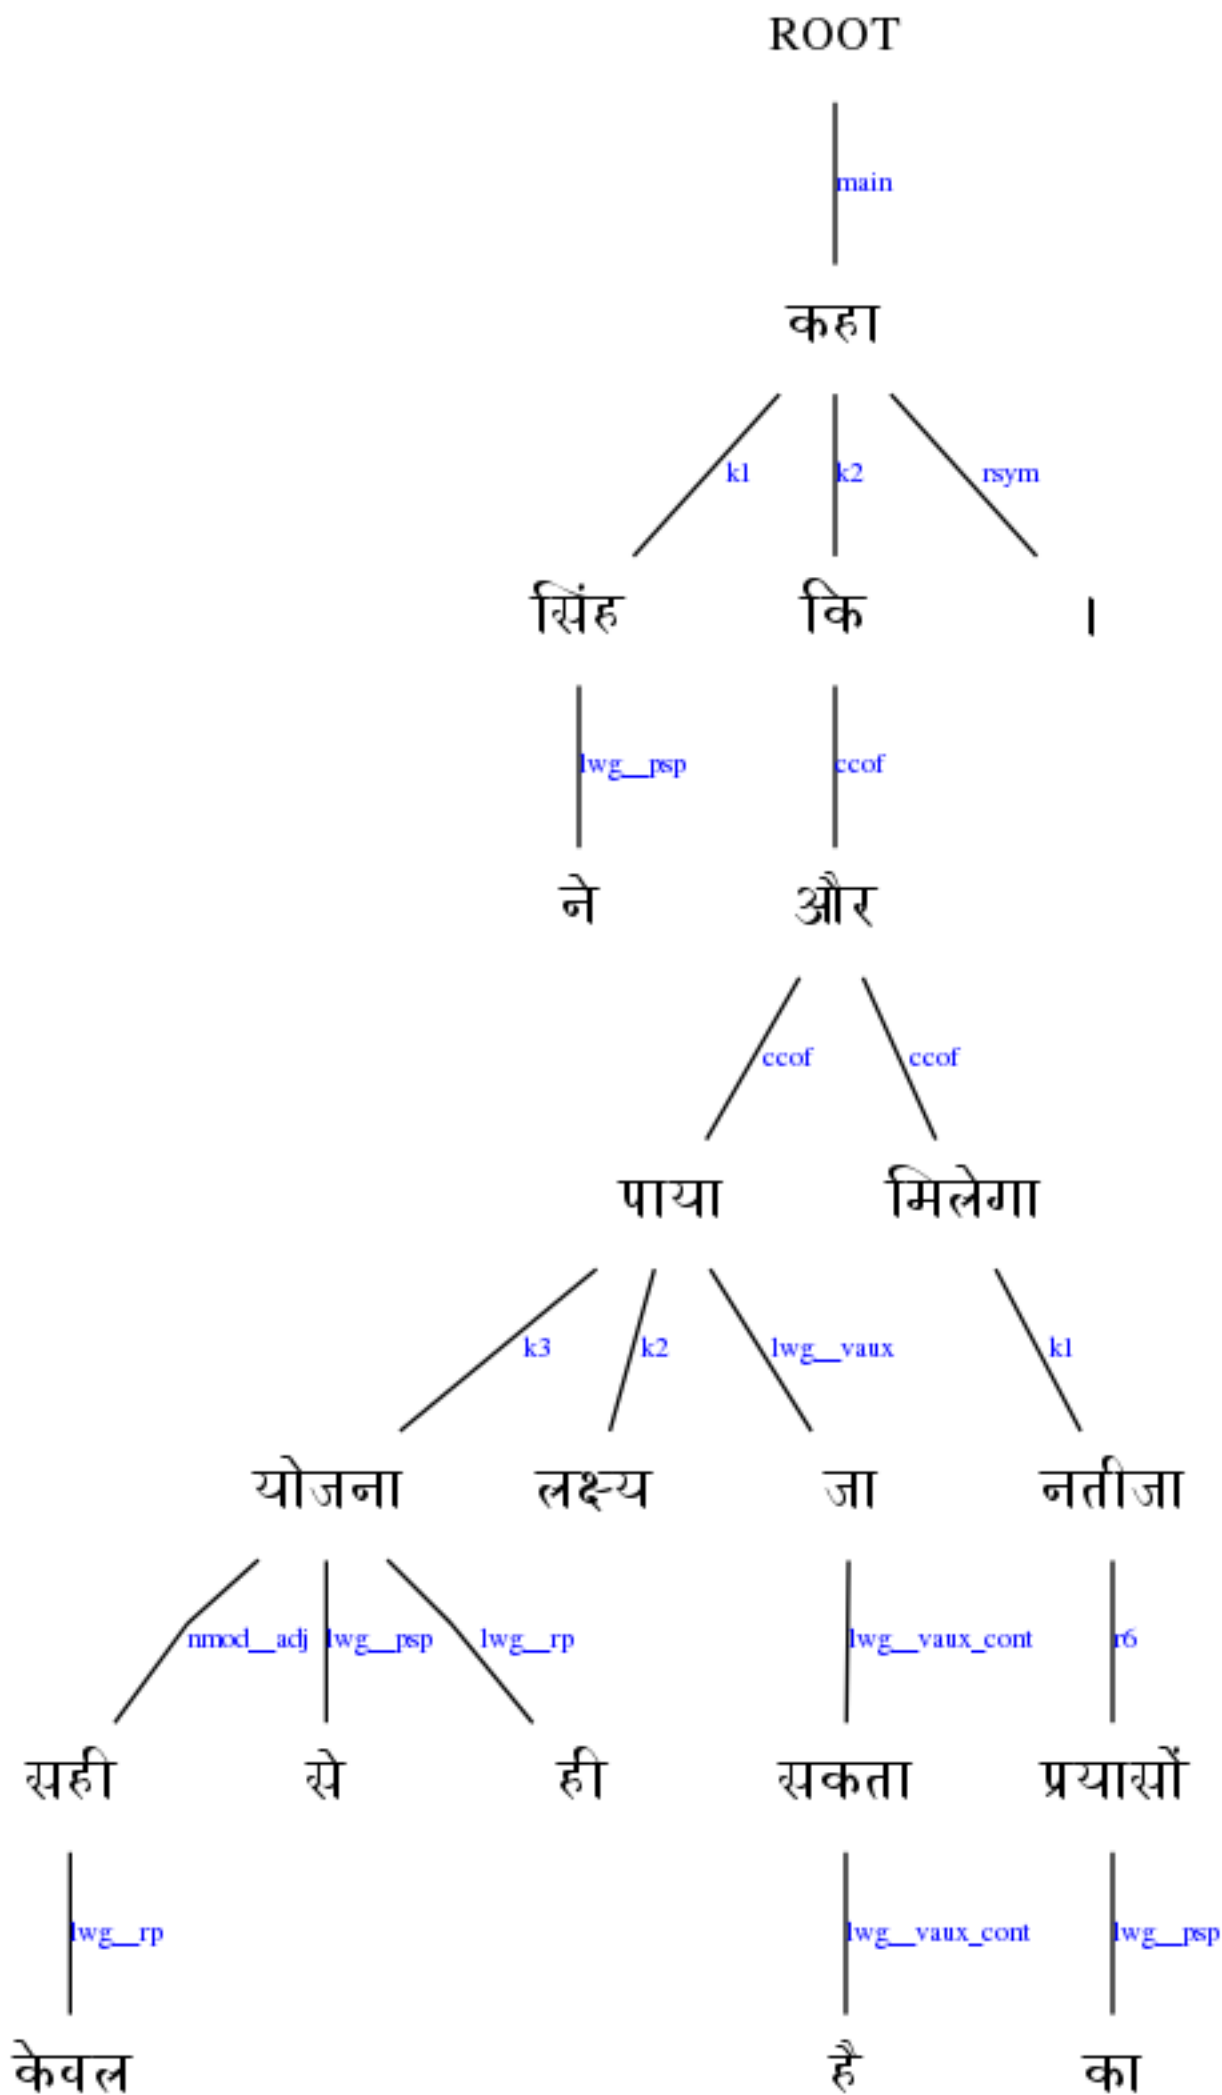 ROOT
main
कहा
k1 k2 rsym
सिंह कि ।
lwg__psp ccof
ने और
ccof ccof
पाया मिलेगा
k3 k2 lwg__vaux k1
योजना लक्ष्य जा नतीजा
nmod__adj lwg__psp lwg__rp lwg__vaux_cont r6
सही से ही सकता प्रयासों
lwg__rp lwg__vaux_cont lwg__psp
केवल है का